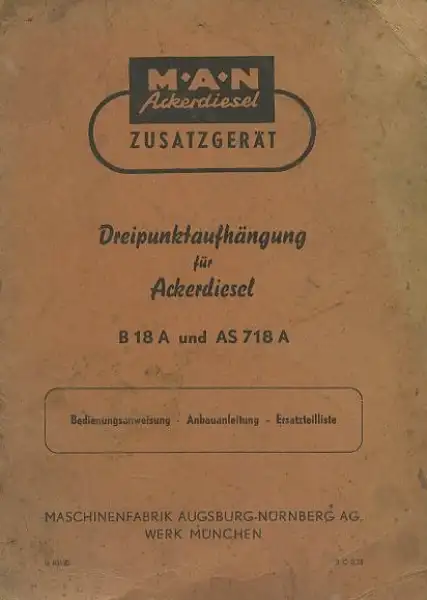 M·A·N
Ackerdiesel
ZUSATZGERÄT
Dreipunktaufhängung
für
Ackerdiesel
B 18 A und AS 718 A
Bedienungsanweisung - Anbauanleitung - Ersatzteilliste
MASCHINENFABRIK AUGSBURG-NÜRNBERG AG.
WERK MÜNCHEN